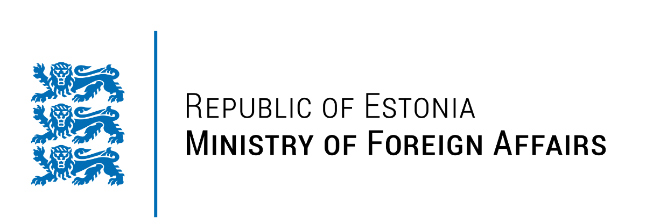 Republic of Estonia
Ministry of Foreign Affairs